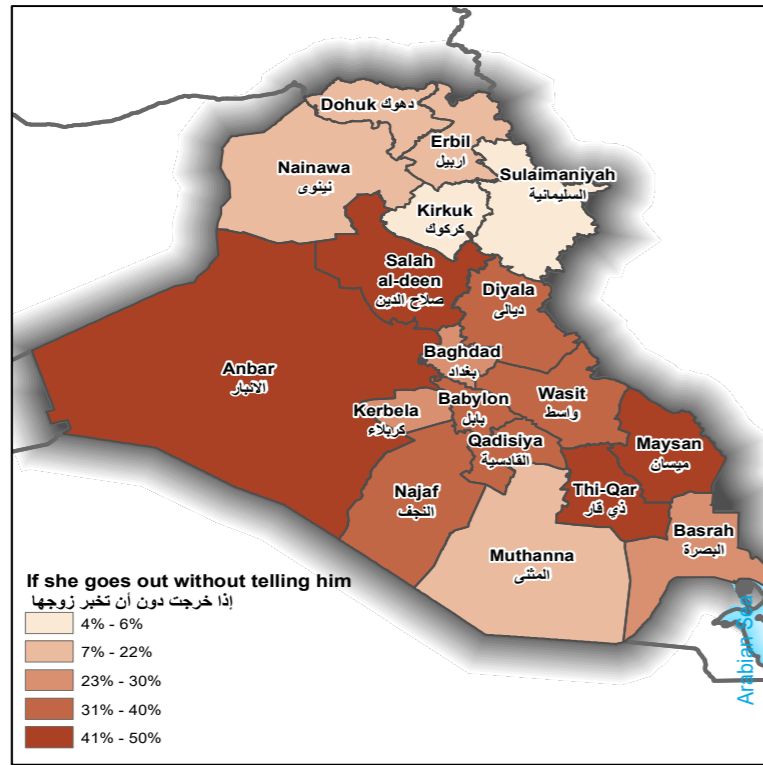 Dohuk دهوك
Erbil
اربيل
Nainawa
نينوى
Sulaimaniyah
السليمانية
Kirkuk
كركوك
Salah
al-deen
صلاح الدين
Diyala
ديالى
Baghdad
بغداد
Anbar
الانبار
Kerbela
كربلاء
Babylon
بابل
Wasit
واسط
Qadisiya
القادسية
Maysan
ميسان
Najaf
النجف
Thi-Qar
ذي قار
Basrah
البصرة
Muthanna
المثنى
Arabian Sea
If she goes out without telling him
إذا خرجت دون أن تخبر زوجها
4% - 6%
7% - 22%
23% - 30%
31% - 40%
41% - 50%